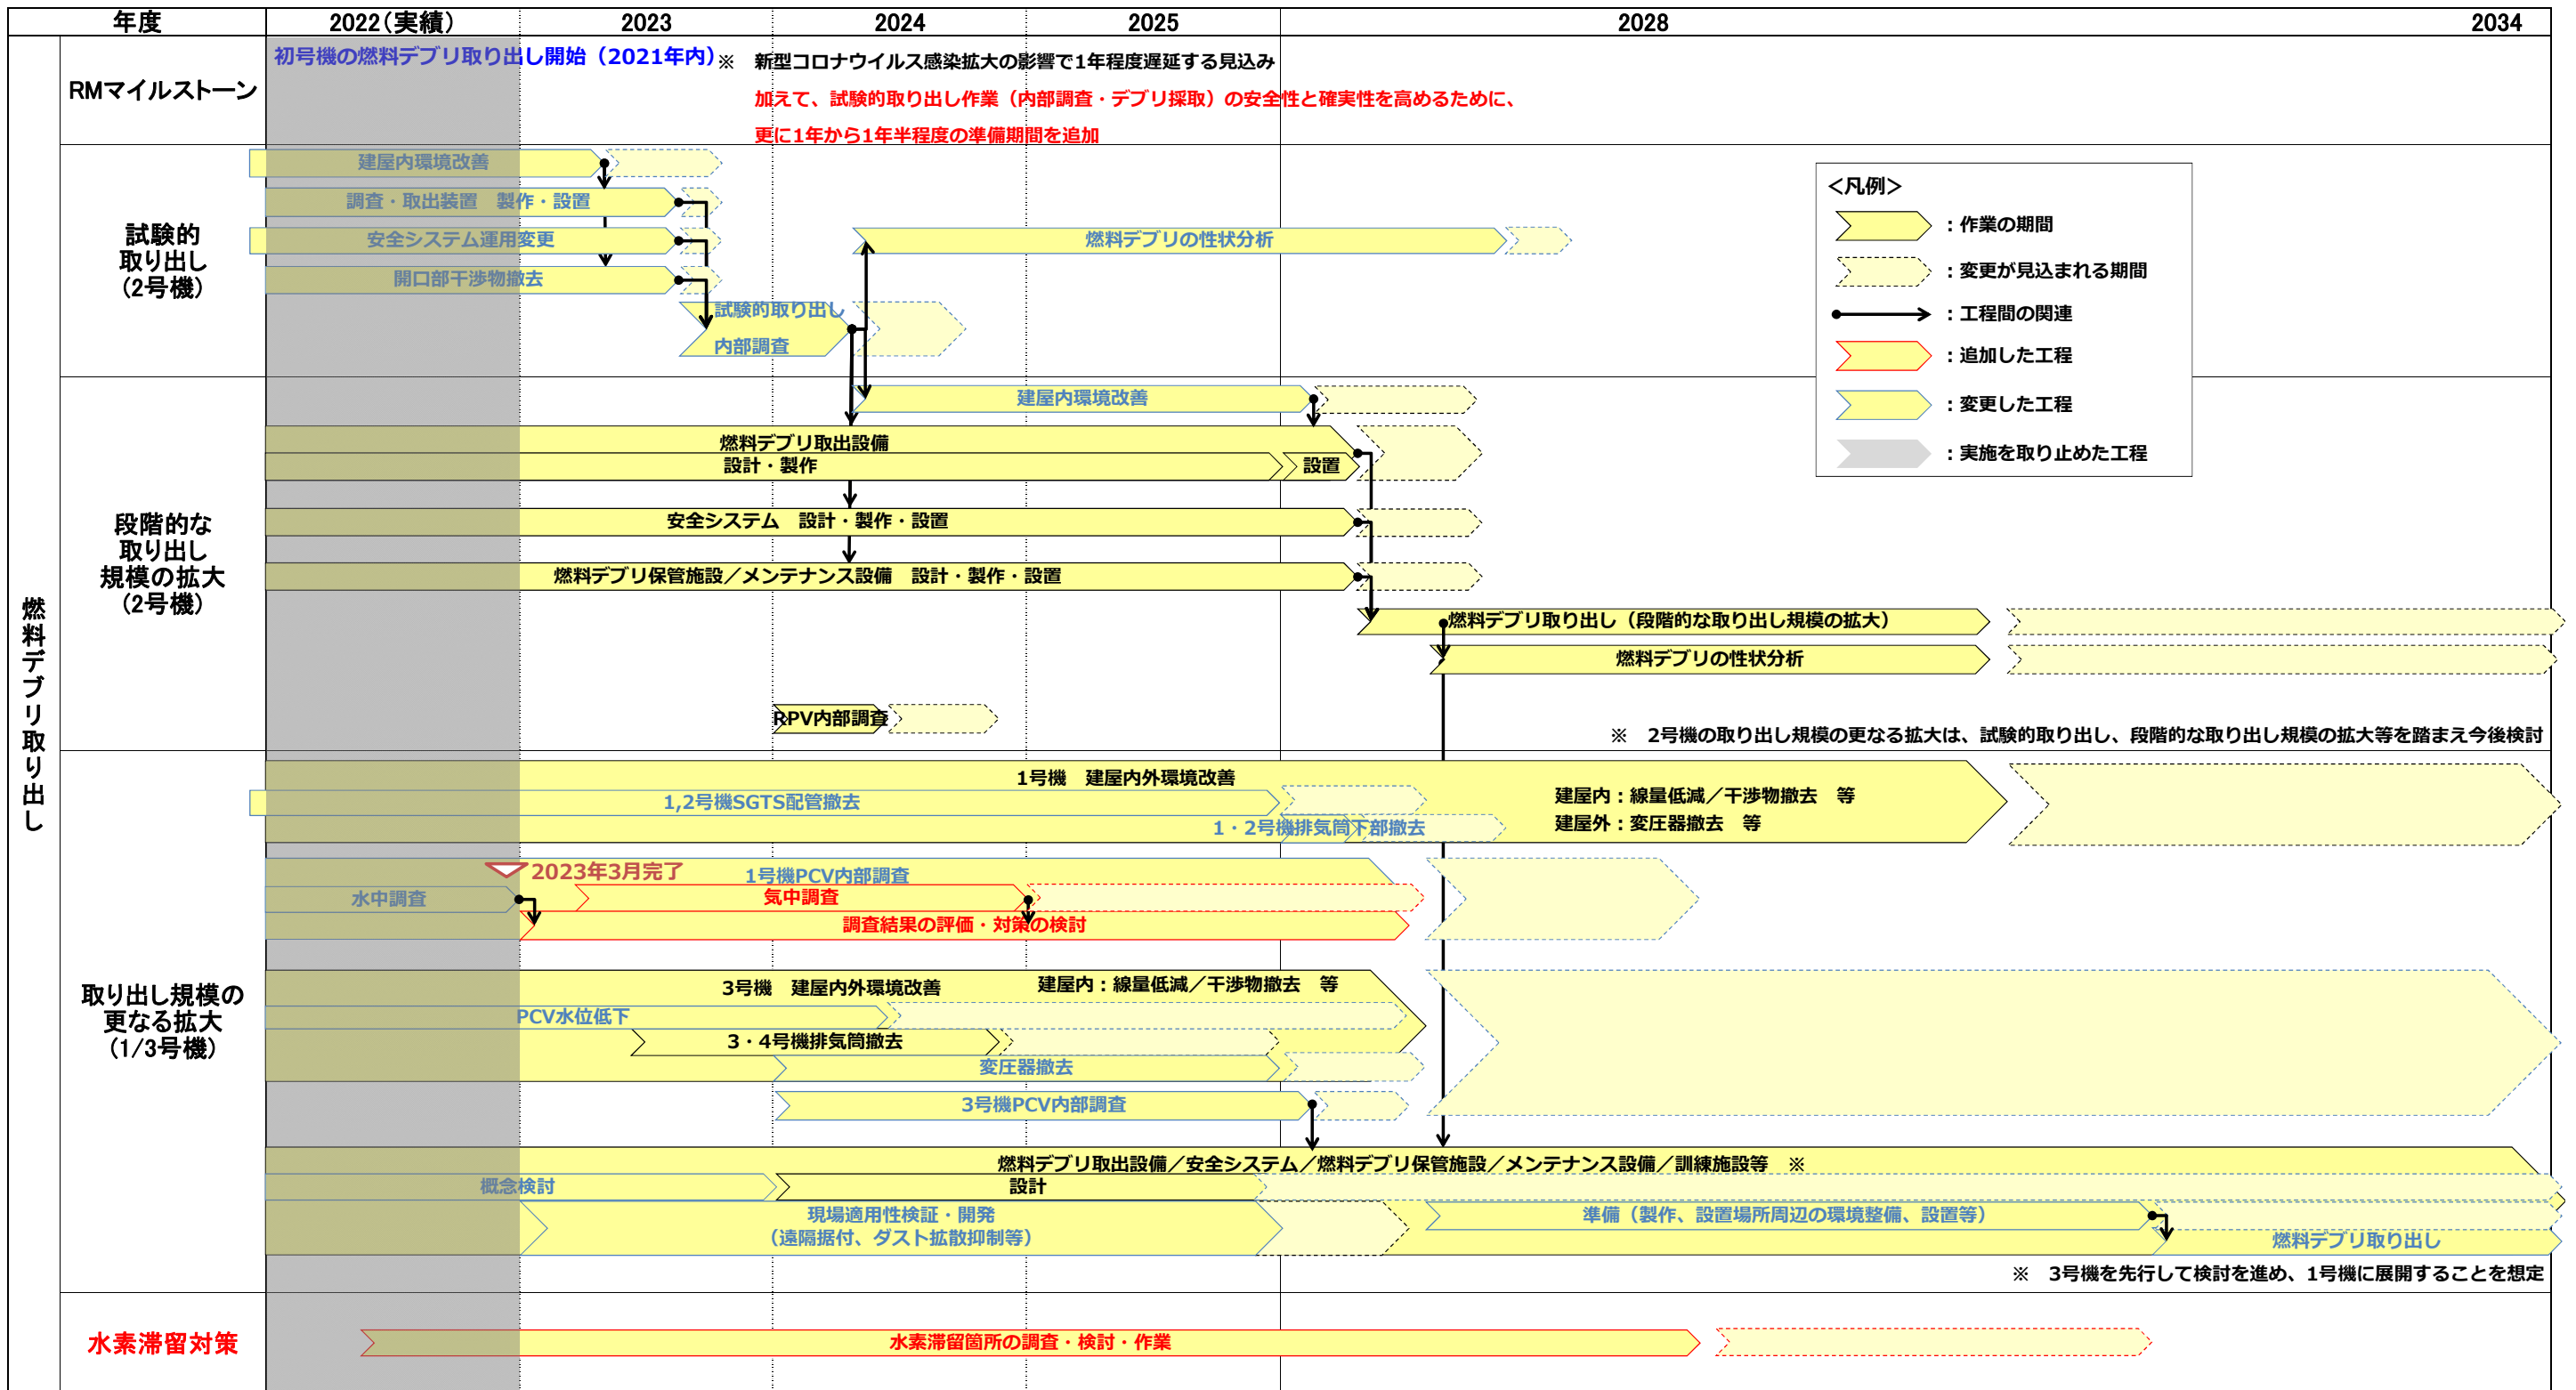 年度
2022（実績）
2023
2024
2025
2028
2034
燃料デブリ取り出し
RMマイルストーン
初号機の燃料デブリ取り出し開始（2021年内）
※　新型コロナウイルス感染拡大の影響で1年程度遅延する見込み
加えて、試験的取り出し作業（内部調査・デブリ採取）の安全性と確実性を高めるために、
更に1年から1年半程度の準備期間を追加
試験的
取り出し
（2号機）
建屋内環境改善
調査・取出装置　製作・設置
安全システム運用変更
開口部干渉物撤去
試験的取り出し
内部調査
燃料デブリの性状分析
＜凡例＞
：作業の期間
：変更が見込まれる期間
：工程間の関連
：追加した工程
：変更した工程
：実施を取り止めた工程
段階的な
取り出し
規模の拡大
（2号機）
建屋内環境改善
燃料デブリ取出設備
設計・製作
設置
安全システム　設計・製作・設置
燃料デブリ保管施設／メンテナンス設備　設計・製作・設置
燃料デブリ取り出し（段階的な取り出し規模の拡大）
燃料デブリの性状分析
RPV内部調査
※　2号機の取り出し規模の更なる拡大は、試験的取り出し、段階的な取り出し規模の拡大等を踏まえ今後検討
取り出し規模の
更なる拡大
（1/3号機）
1号機　建屋内外環境改善
1,2号機SGTS配管撤去
建屋内：線量低減／干渉物撤去　等
建屋外：変圧器撤去　等
1・2号機排気筒下部撤去
2023年3月完了
1号機PCV内部調査
水中調査
気中調査
調査結果の評価・対策の検討
3号機　建屋内外環境改善
建屋内：線量低減／干渉物撤去　等
PCV水位低下
3・4号機排気筒撤去
変圧器撤去
3号機PCV内部調査
燃料デブリ取出設備／安全システム／燃料デブリ保管施設／メンテナンス設備／訓練施設等　※
概念検討
設計
現場適用性検証・開発
（遠隔据付、ダスト拡散抑制等）
準備（製作、設置場所周辺の環境整備、設置等）
燃料デブリ取り出し
※　3号機を先行して検討を進め、1号機に展開することを想定
水素滞留対策
水素滞留箇所の調査・検討・作業